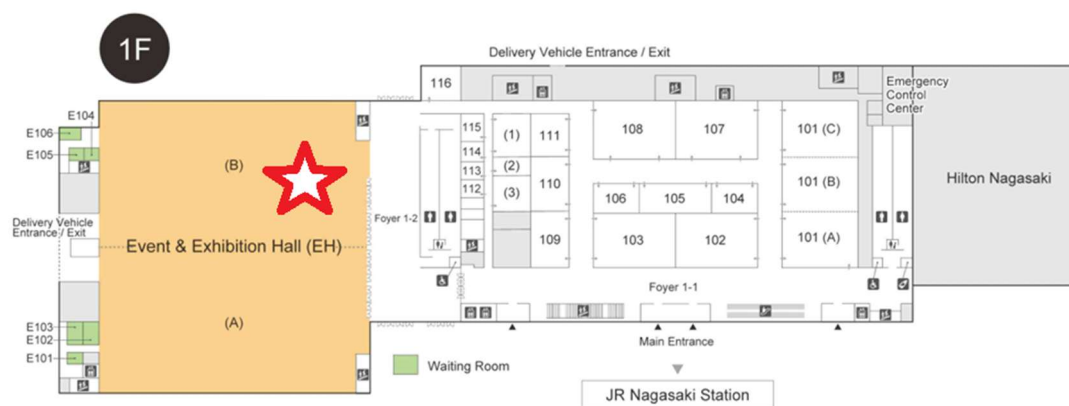 1F
Delivery Vehicle Entrance / Exit
116
Emergency
Control
Center
E104
E106
E105
115
(1)
111
108
107
101 (C)
114
(B)
113
(2)
112
(3)
110
106
105
104
101 (B)
Hilton Nagasaki
Delivery Vehicle
Entrance / Exit
Foyer 1-2
Event & Exhibition Hall (EH)
109
103
102
101 (A)
Foyer 1-1
E103
E102
(A)
E101
Main Entrance
Waiting Room
JR Nagasaki Station